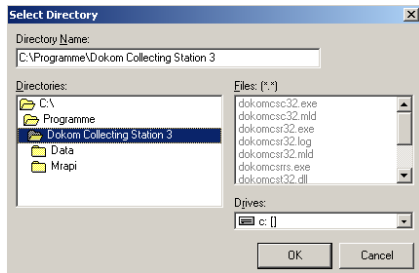 Select Directory
Directory Name:
C:\Programme\Dokom Collecting Station 3
Directories:
C:\
Programme
Dokom Collecting Station 3
Data
Mrapi
Files: (*.*)
dokomcsc32.exe
dokomcsc32.mld
dokomcsr32.exe
dokomcsr32.log
dokomcsr32.mld
dokomcsrrs.exe
dokomcst32.dll
Drives:
c: []
OK
Cancel